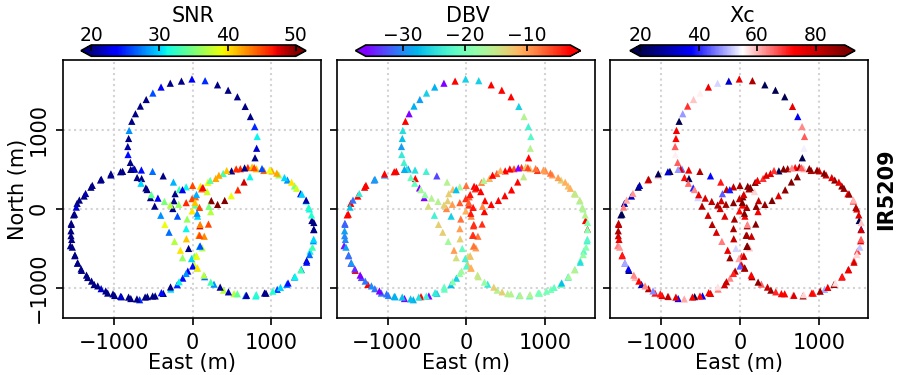 SNR DBV Xc
20 30 40 50 −30 −20 −10 20 40 60 80
North (m)
1000
0
−1000
IR5209
−1000 0 1000 −1000 0 1000 −1000 0 1000
East (m) East (m) East (m)